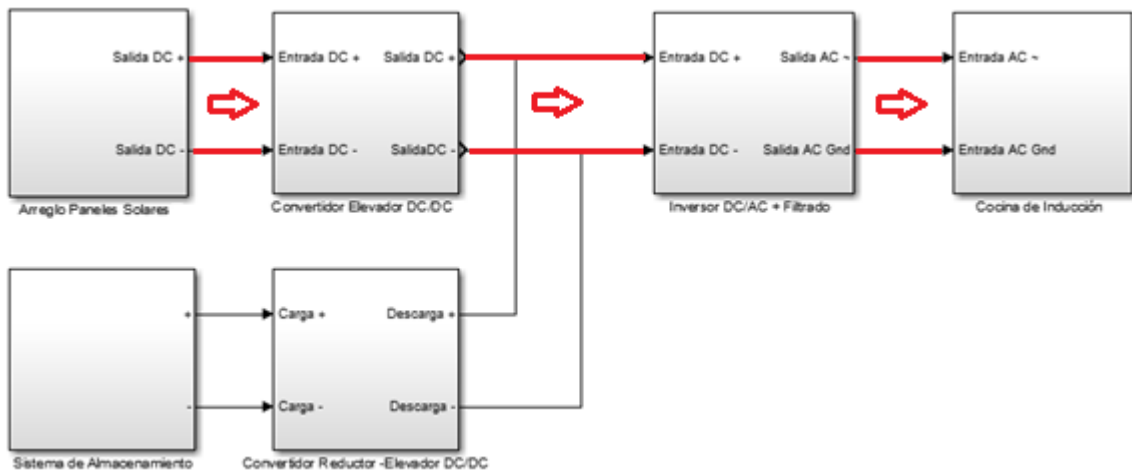 Salida DC +
Salida DC -
Arreglo Paneles Solares
Entrada DC +
Salida DC +
Entrada DC -
SalidaDC -
Convertidor Elevador DC/DC
Entrada DC +
Salida AC ~
Entrada DC -
Salida AC Gnd
Inversor DC/AC + Filtrado
Entrada AC ~
Entrada AC Gnd
Cocina de Inducción
+
-
Sistema de Almacenamiento
Carga +
Descarga +
Carga -
Descarga -
Convertidor Reductor -Elevador DC/DC